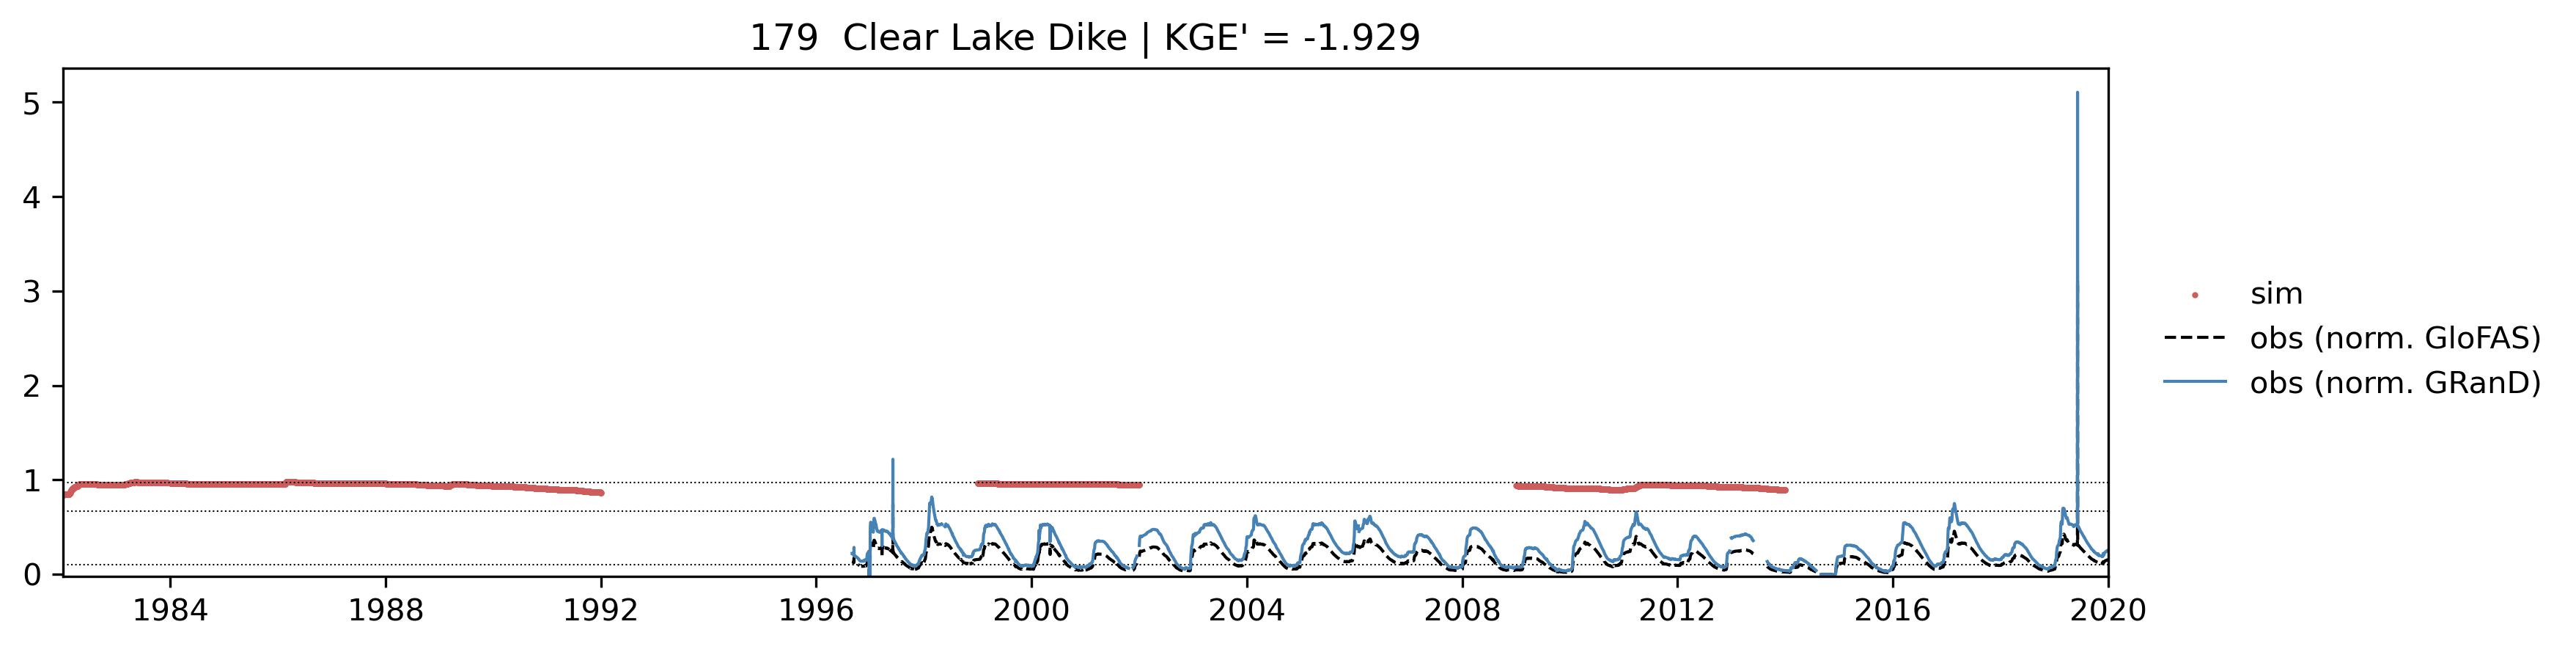 179  Clear Lake Dike | KGE' = -1.929
5
4
3
2
1
0
1984 1988 1992 1996 2000 2004 2008 2012 2016 2020
sim
obs (norm. GloFAS)
obs (norm. GRanD)